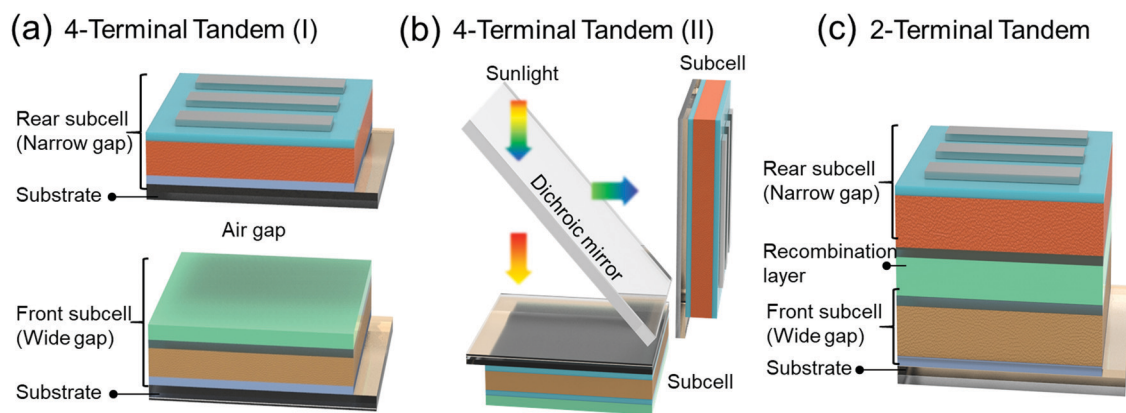 (a) 4-Terminal Tandem (I)
Rear subcell
(Narrow gap)
Substrate
Air gap
Front subcell
(Wide gap)
Substrate
(b) 4-Terminal Tandem (II)
Sunlight
Subcell
Dichroic mirror
Subcell
(c) 2-Terminal Tandem
Rear subcell
(Narrow gap)
Recombination
layer
Front subcell
(Wide gap)
Substrate